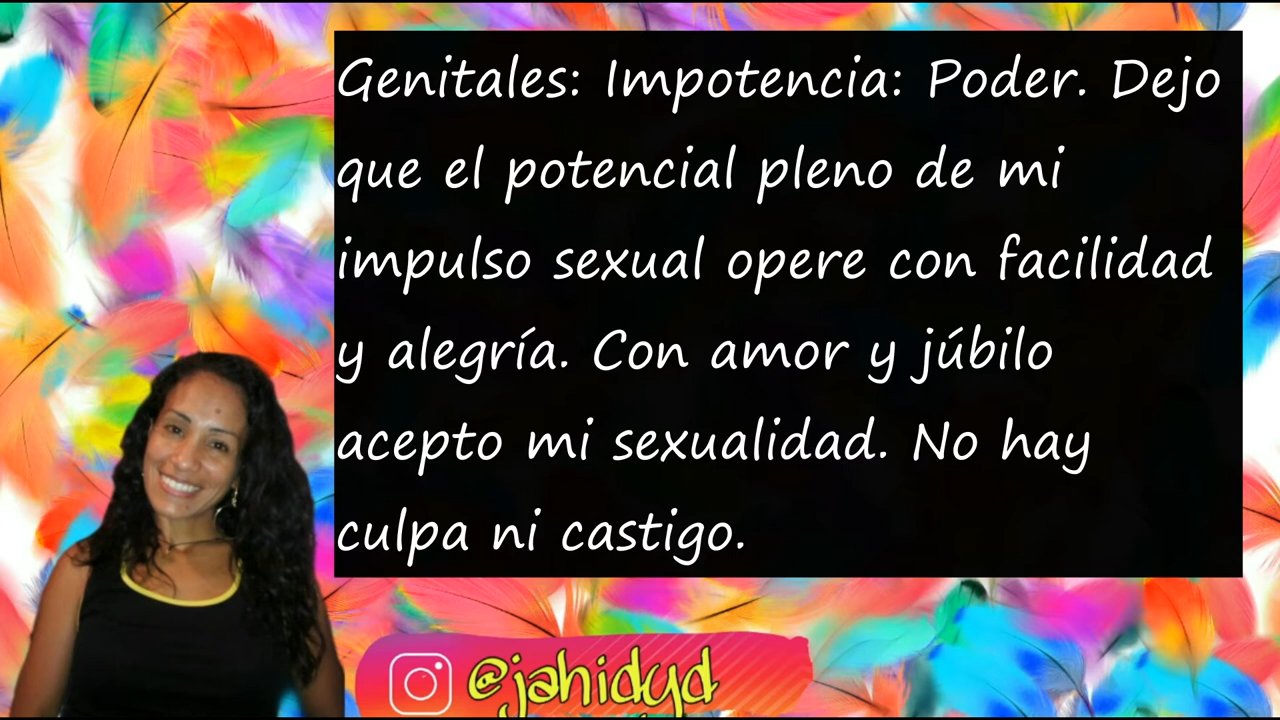 Genitales: Impotencia: Poder. Dejo
que el potencial pleno de mi
impulso sexual opere con facilidad
y alegría. Con amor y júbilo
acepto mi sexualidad. No hay
culpa ni castigo.
@jahidyd